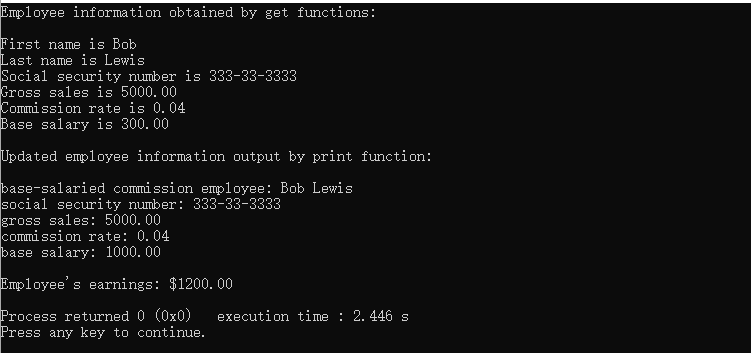 Employee information obtained by get functions:
First name is Bob
Last name is Lewis
Social security number is 333-33-3333
Gross sales is 5000.00
Commission rate is 0.04
Base salary is 300.00
Updated employee information output by print function:
base-salaried commission employee: Bob Lewis
social security number: 333-33-3333
gross sales: 5000.00
commission rate: 0.04
base salary: 1000.00
Employee's earnings: $1200.00
Process returned 0 (0x0)   execution time : 2.446 s
Press any key to continue.